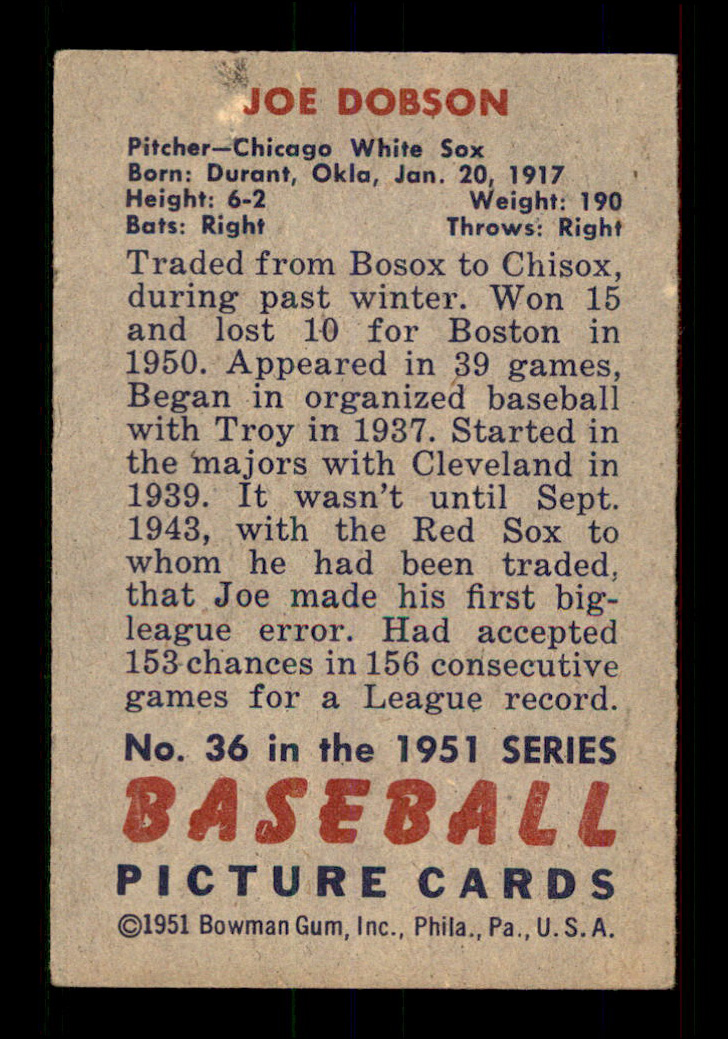 JOE DOBSON
Pitcher—Chicago White Sox
Born: Durant, Okla, Jan. 20, 1917
Height: 6-2 Weight: 190
Bats: Right Throws: Right
Traded from Bosox to Chisox,
during past winter. Won 15
and lost 10 for Boston in
1950. Appeared in 39 games,
Began in organized baseball
with Troy in 1937. Started in
the majors with Cleveland in
1939. It wasn't until Sept.
1943, with the Red Sox to
whom he had been traded,
that Joe made his first big-
league error. Had accepted
153 chances in 156 consecutive
games for a League record.
No. 36 in the 1951 SERIES
BASEBALL
PICTURE CARDS
©1951 Bowman Gum, Inc., Phila., Pa., U.S.A.